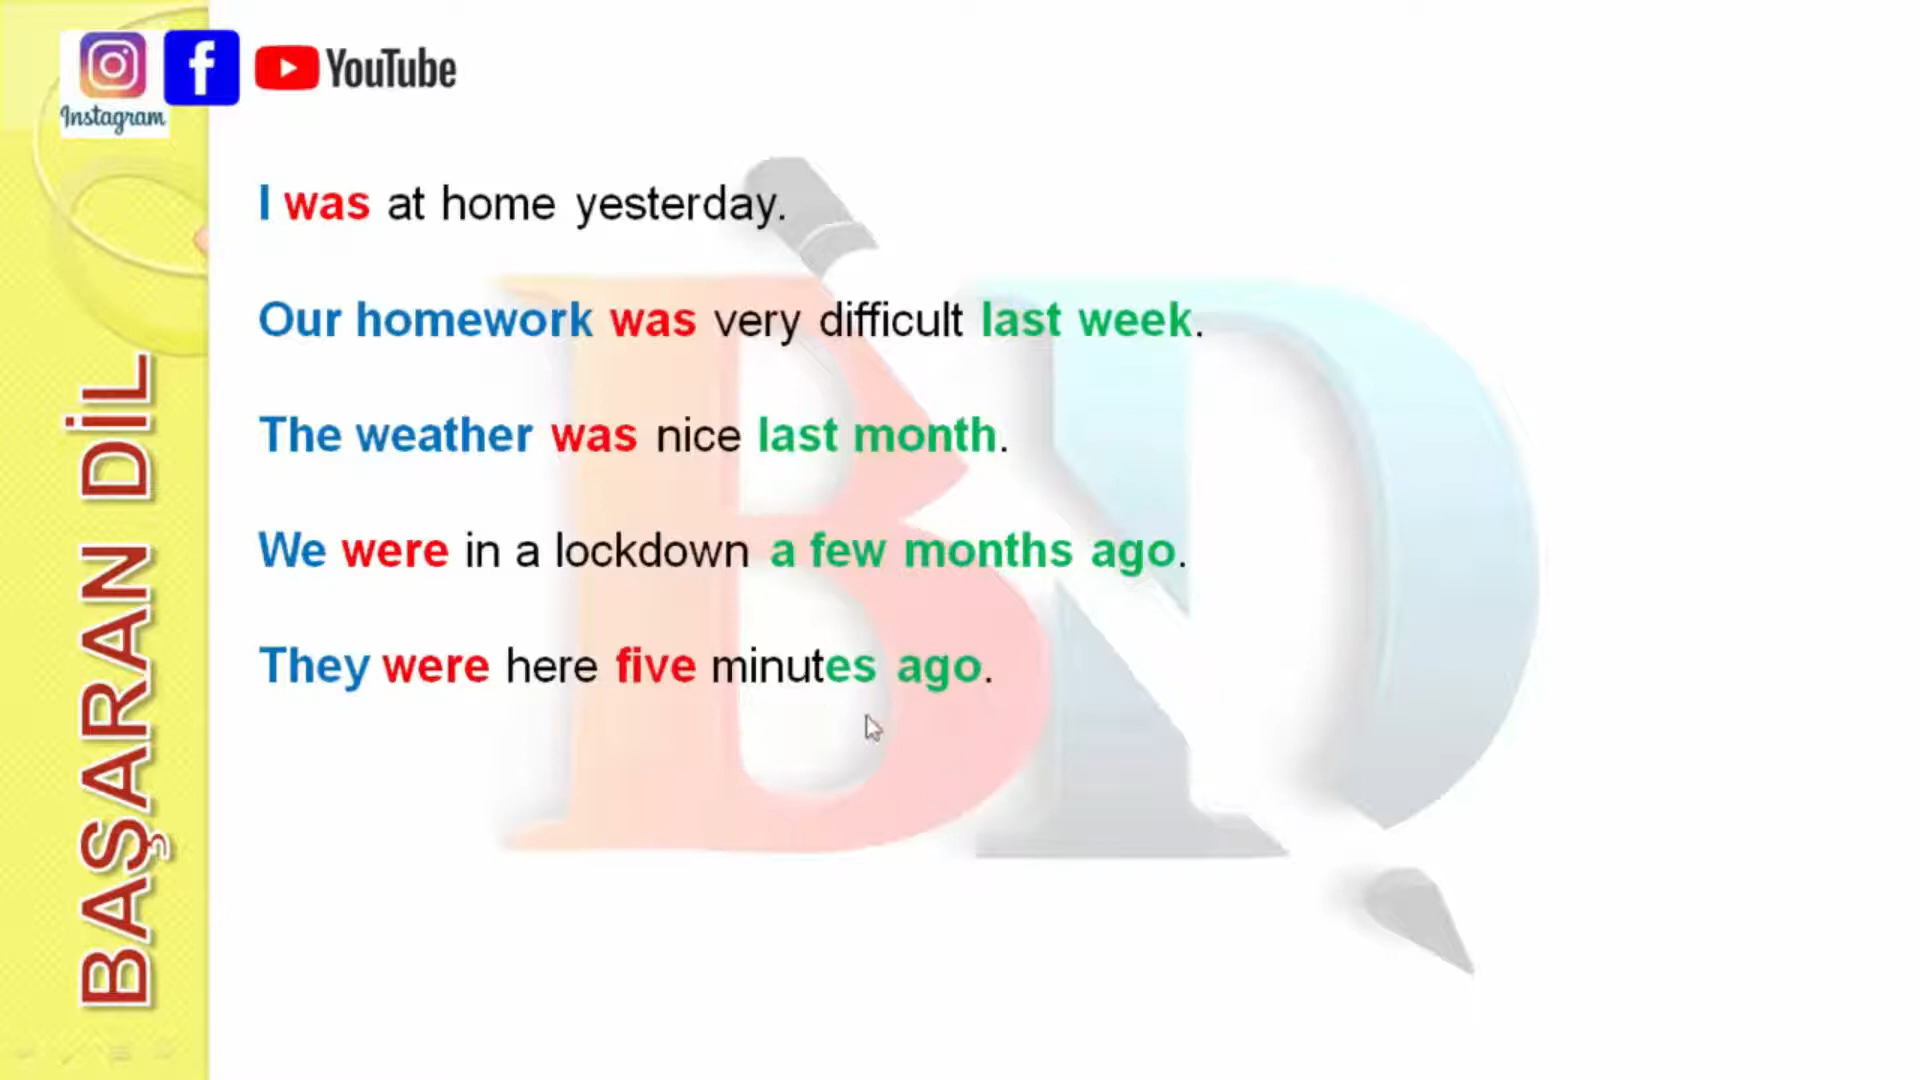 Instagram
YouTube
I was at home yesterday.
Our homework was very difficult last week.
The weather was nice last month.
We were in a lockdown a few months ago.
They were here five minutes ago.
BAŞARAN DİL